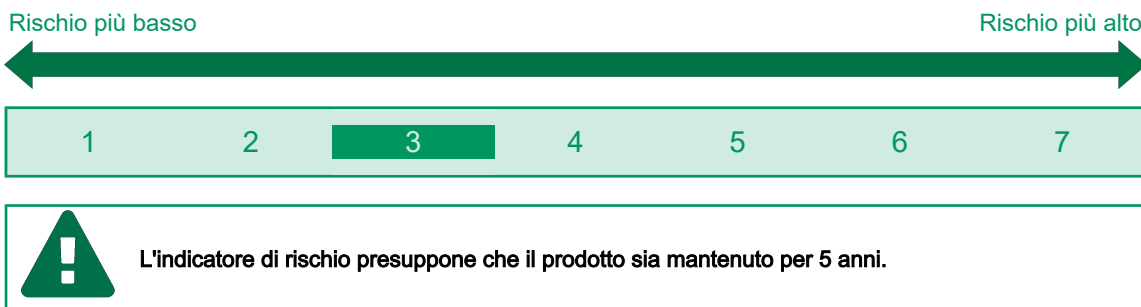 Rischio più basso Rischio più alto
1 2 3 4 5 6 7
L'indicatore di rischio presuppone che il prodotto sia mantenuto per 5 anni.